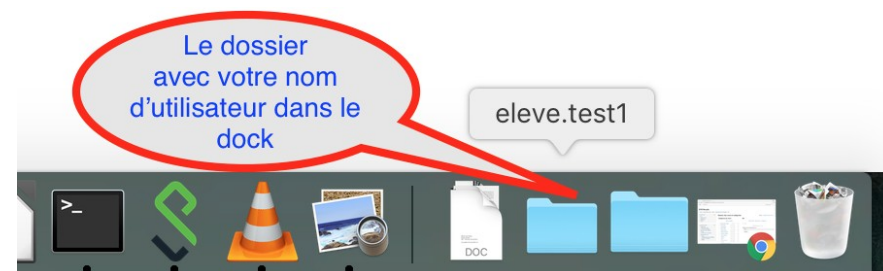 Le dossier
avec votre nom
d'utilisateur dans le
dock
eleve.test1
>_
DOC